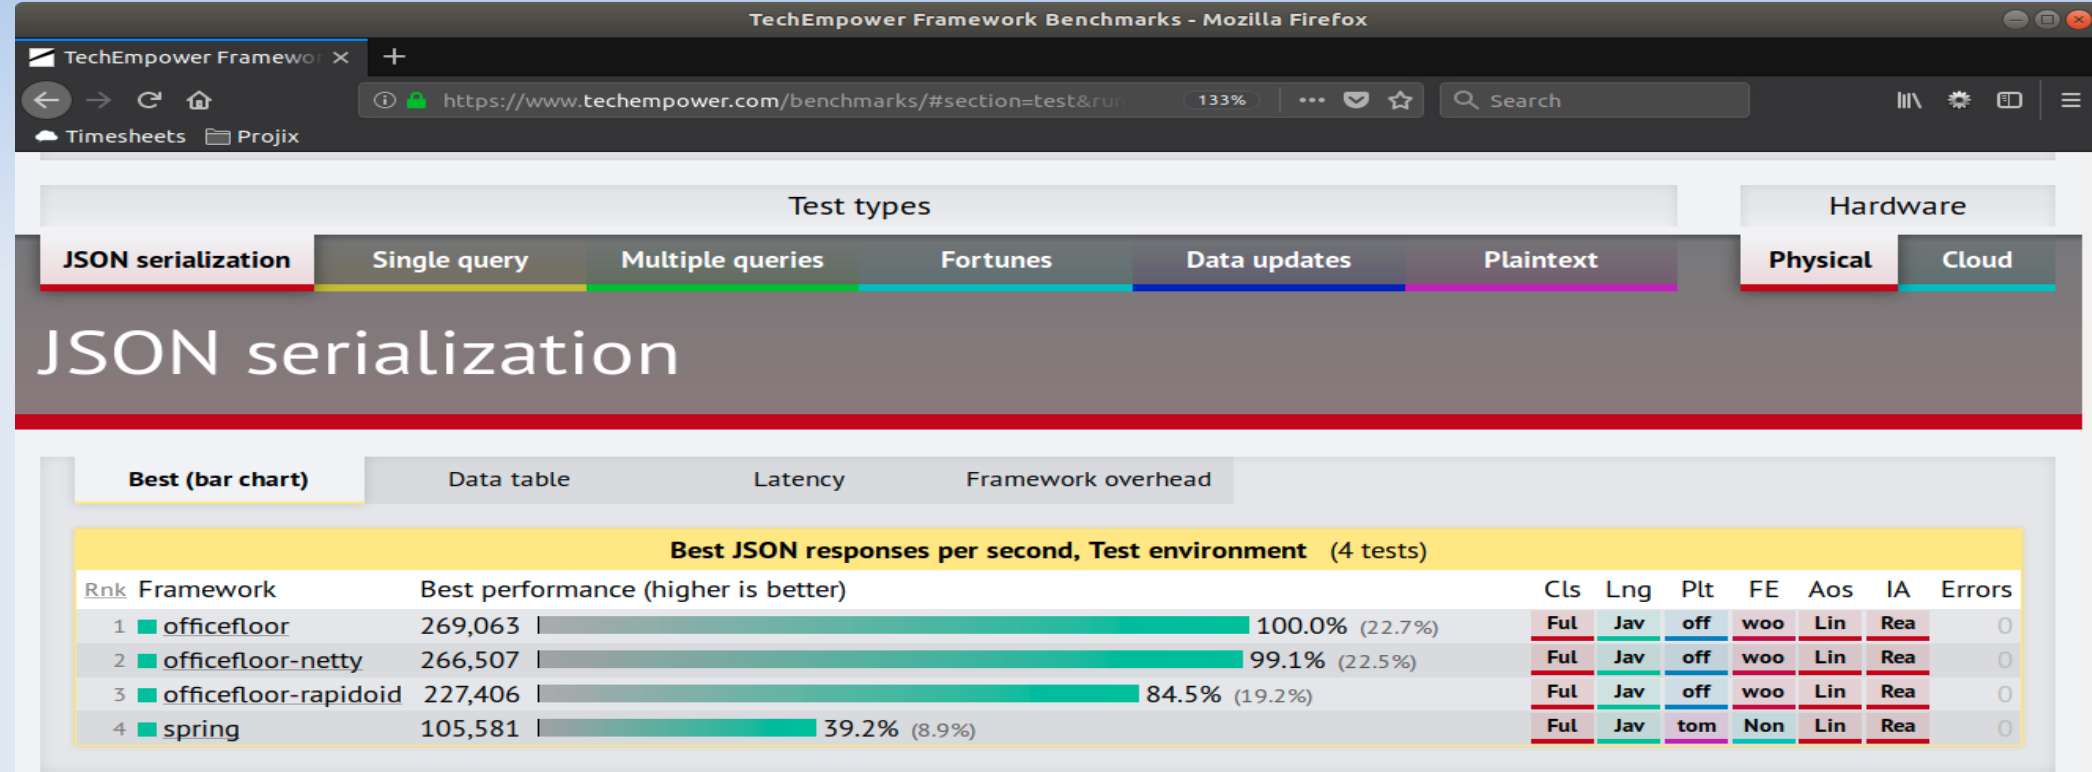 TechEmpower Framework Benchmarks - Mozilla Firefox
TechEmpower Framewor
https://www.techempower.com/benchmarks/#section=test&run 133% Search
Timesheets Projix
Test types Hardware
JSON serialization Single query Multiple queries Fortunes Data updates Plaintext Physical Cloud
JSON serialization
Best (bar chart) Data table Latency Framework overhead
Best JSON responses per second, Test environment (4 tests)
Rnk Framework Best performance (higher is better) Cls Lng Plt FE Aos IA Errors
1 officefloor 269,063 100.0% (22.7%) Ful Jav off woo Lin Rea 0
2 officefloor-netty 266,507 99.1% (22.5%) Ful Jav off woo Lin Rea 0
3 officefloor-rapidoid 227,406 84.5% (19.2%) Ful Jav off woo Lin Rea 0
4 spring 105,581 39.2% (8.9%) Ful Jav tom Non Lin Rea 0